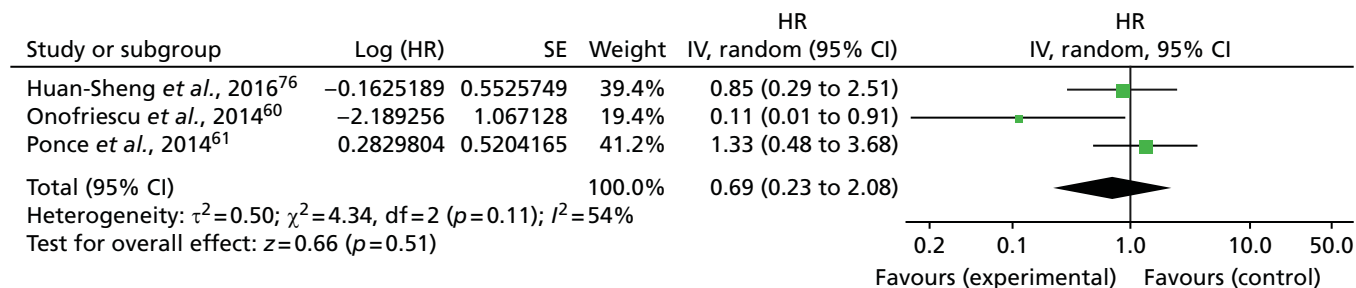 HR HR
Study or subgroup Log (HR) SE Weight IV, random (95% CI) IV, random, 95% CI
Huan-Sheng et al., 2016⁷⁶ −0.1625189 0.5525749 39.4% 0.85 (0.29 to 2.51)
Onofriescu et al., 2014⁶⁰ −2.189256 1.067128 19.4% 0.11 (0.01 to 0.91)
Ponce et al., 2014⁶¹ 0.2829804 0.5204165 41.2% 1.33 (0.48 to 3.68)
Total (95% CI) 100.0% 0.69 (0.23 to 2.08)
Heterogeneity: τ²=0.50; χ²=4.34, df=2 (p=0.11); I²=54%
Test for overall effect: z=0.66 (p=0.51)
0.2 0.1 1.0 10.0 50.0
Favours (experimental) Favours (control)